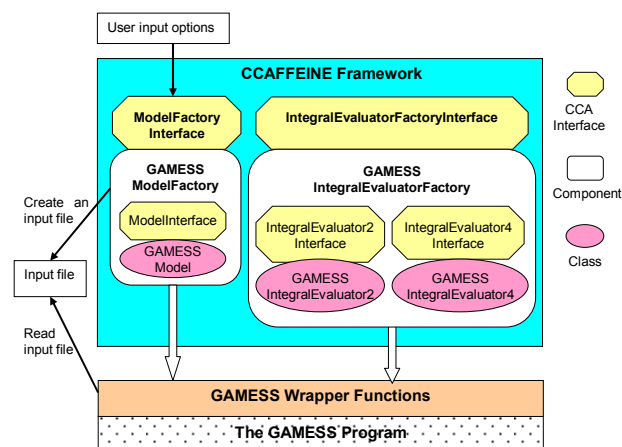 User input options
CCAFFEINE Framework
ModelFactory
Interface
IntegralEvaluatorFactoryInterface
CCA
Interface
GAMESS
ModelFactory
GAMESS
IntegralEvaluatorFactory
Component
Create an
input file
ModelInterface
IntegralEvaluator2
Interface
IntegralEvaluator4
Interface
GAMESS
Model
GAMESS
IntegralEvaluator2
GAMESS
IntegralEvaluator4
Class
Input file
Read
input file
GAMESS Wrapper Functions
The GAMESS Program